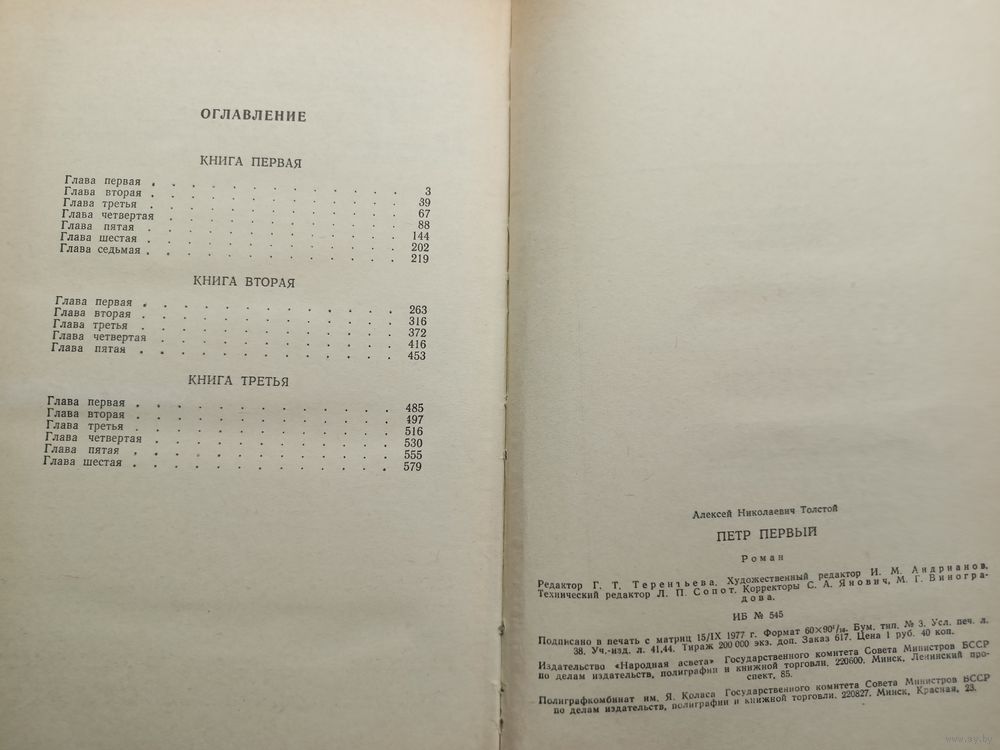 ОГЛАВЛЕНИЕ
КНИГА ПЕРВАЯ
Глава первая . . . . . . . . . . . . 3
Глава вторая . . . . . . . . . . . . 39
Глава третья . . . . . . . . . . . . 67
Глава четвертая . . . . . . . . . . . 88
Глава пятая . . . . . . . . . . . . 144
Глава шестая . . . . . . . . . . . . 202
Глава седьмая . . . . . . . . . . . . 219
КНИГА ВТОРАЯ
Глава первая . . . . . . . . . . . . 263
Глава вторая . . . . . . . . . . . . 316
Глава третья . . . . . . . . . . . . 372
Глава четвертая . . . . . . . . . . . 416
Глава пятая . . . . . . . . . . . . 453
КНИГА ТРЕТЬЯ
Глава первая . . . . . . . . . . . . 485
Глава вторая . . . . . . . . . . . . 497
Глава третья . . . . . . . . . . . . 516
Глава четвертая . . . . . . . . . . . 530
Глава пятая . . . . . . . . . . . . 555
Глава шестая . . . . . . . . . . . . 579
Алексей Николаевич Толстой
ПЕТР ПЕРВЫЙ
Роман
Редактор Г. Т. Терентьева. Художественный редактор И. М. Андрианов.
Технический редактор Л. П. Сопот. Корректоры С. А. Янович, М. Г. Виногра-
дова.
ИБ № 545
Подписано в печать с матриц 15/IX 1977 г. Формат 60×90¹/₁₆. Бум. тип. № 3. Усл. печ. л.
38. Уч.-изд. л. 41,44. Тираж 200 000 экз. доп. Заказ 617. Цена 1 руб. 40 коп.
Издательство «Народная асвета» Государственного комитета Совета Министров БССР
по делам издательств, полиграфии и книжной торговли. 220600. Минск, Ленинский про-
спект, 85.
Полиграфкомбинат им. Я. Коласа Государственного комитета Совета Министров БССР
по делам издательств, полиграфии и книжной торговли. 220827. Минск, Красная, 23.
www.ay.by